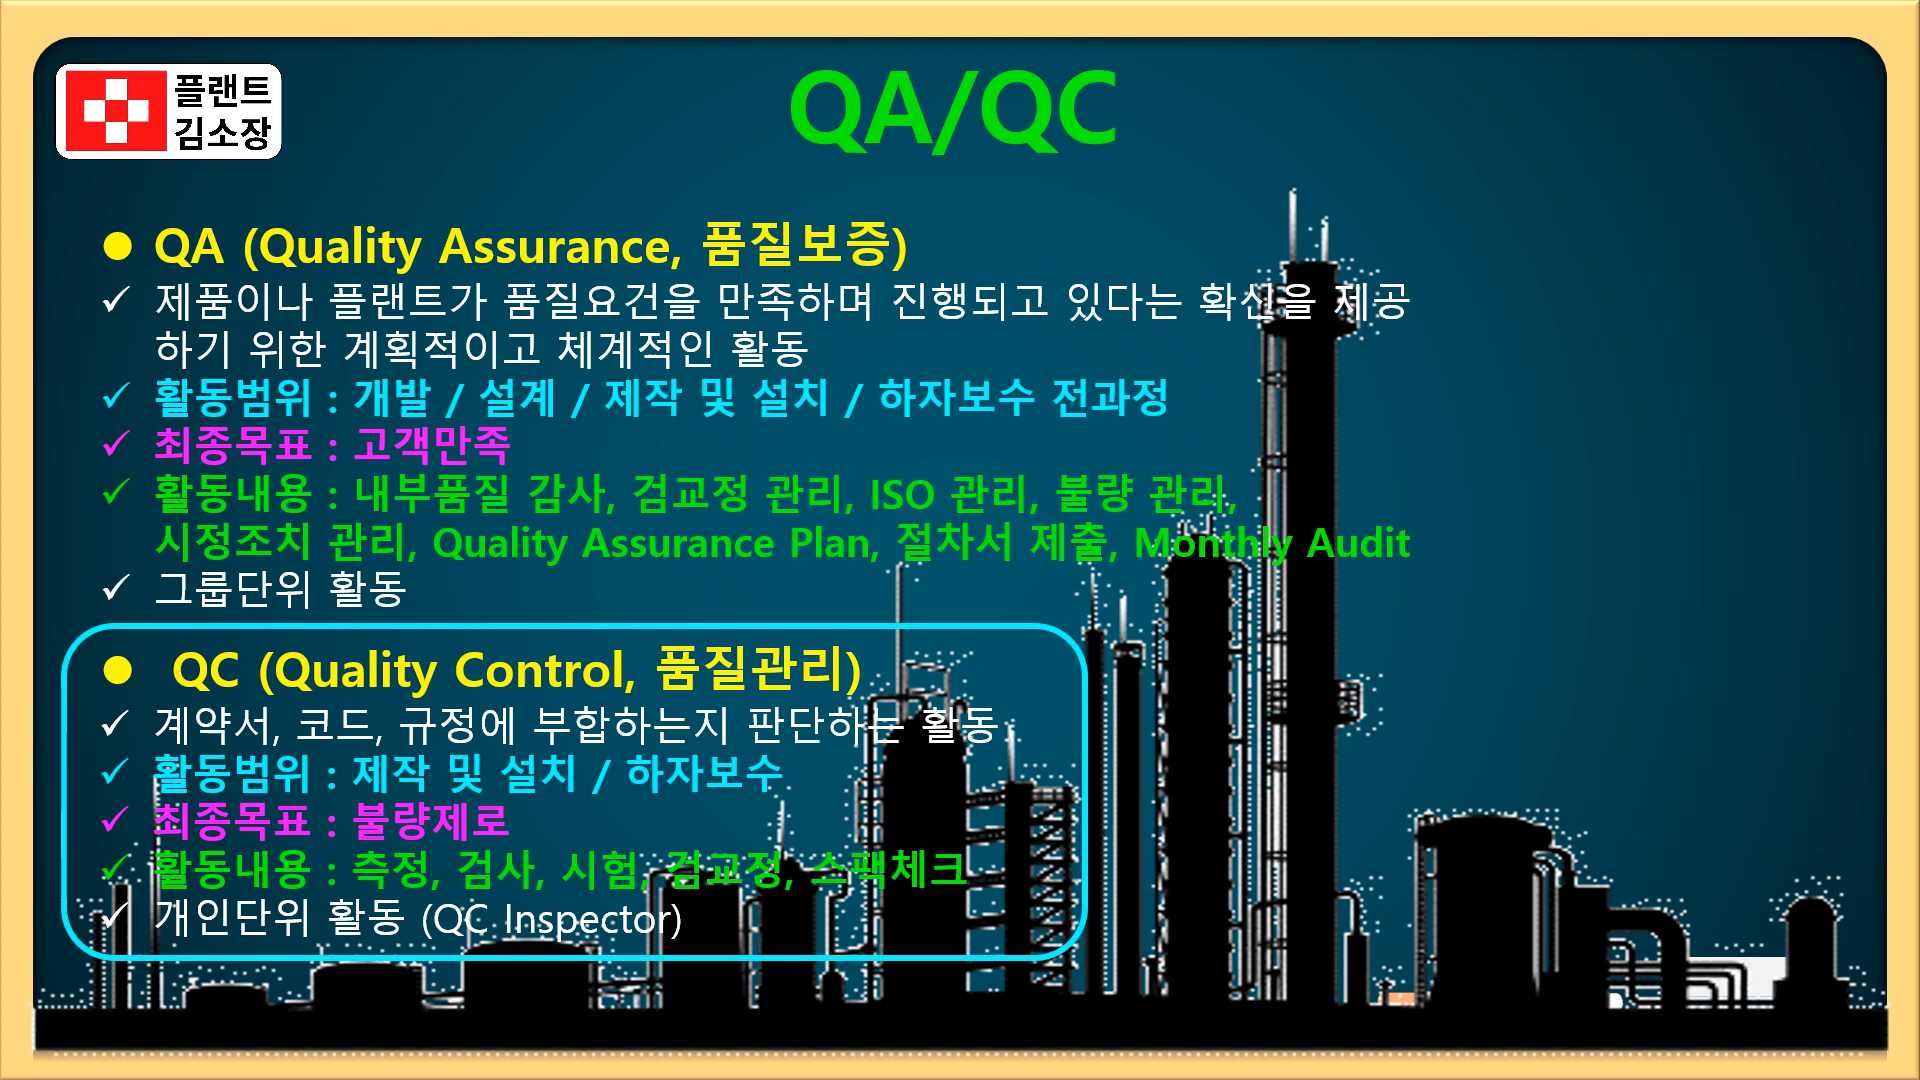 플랜트
김소장
QA/QC
● QA (Quality Assurance, 품질보증)
✓ 제품이나 플랜트가 품질요건을 만족하며 진행되고 있다는 확신을 제공
하기 위한 계획적이고 체계적인 활동
✓ 활동범위 : 개발 / 설계 / 제작 및 설치 / 하자보수 전과정
✓ 최종목표 : 고객만족
✓ 활동내용 : 내부품질 감사, 검교정 관리, ISO 관리, 불량 관리,
시정조치 관리, Quality Assurance Plan, 절차서 제출, Monthly Audit
✓ 그룹단위 활동
● QC (Quality Control, 품질관리)
✓ 계약서, 코드, 규정에 부합하는지 판단하는 활동
✓ 활동범위 : 제작 및 설치 / 하자보수
✓ 최종목표 : 불량제로
✓ 활동내용 : 측정, 검사, 시험, 검교정, 스팩체크
✓ 개인단위 활동 (QC Inspector)